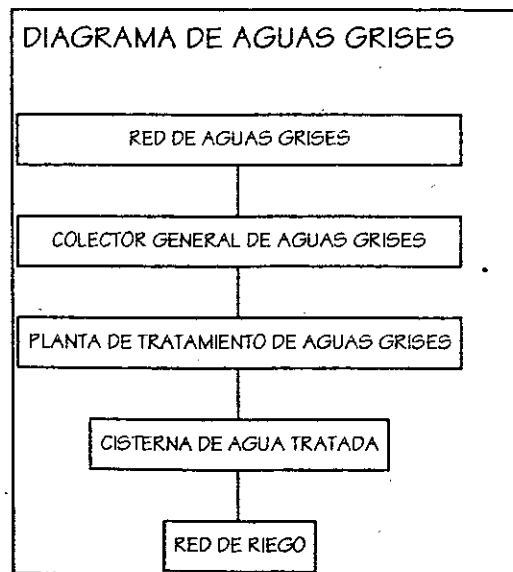 DIAGRAMA DE AGUAS GRISES
RED DE AGUAS GRISES
COLECTOR GENERAL DE AGUAS GRISES
PLANTA DE TRATAMIENTO DE AGUAS GRISES
CISTERNA DE AGUA TRATADA
RED DE RIEGO